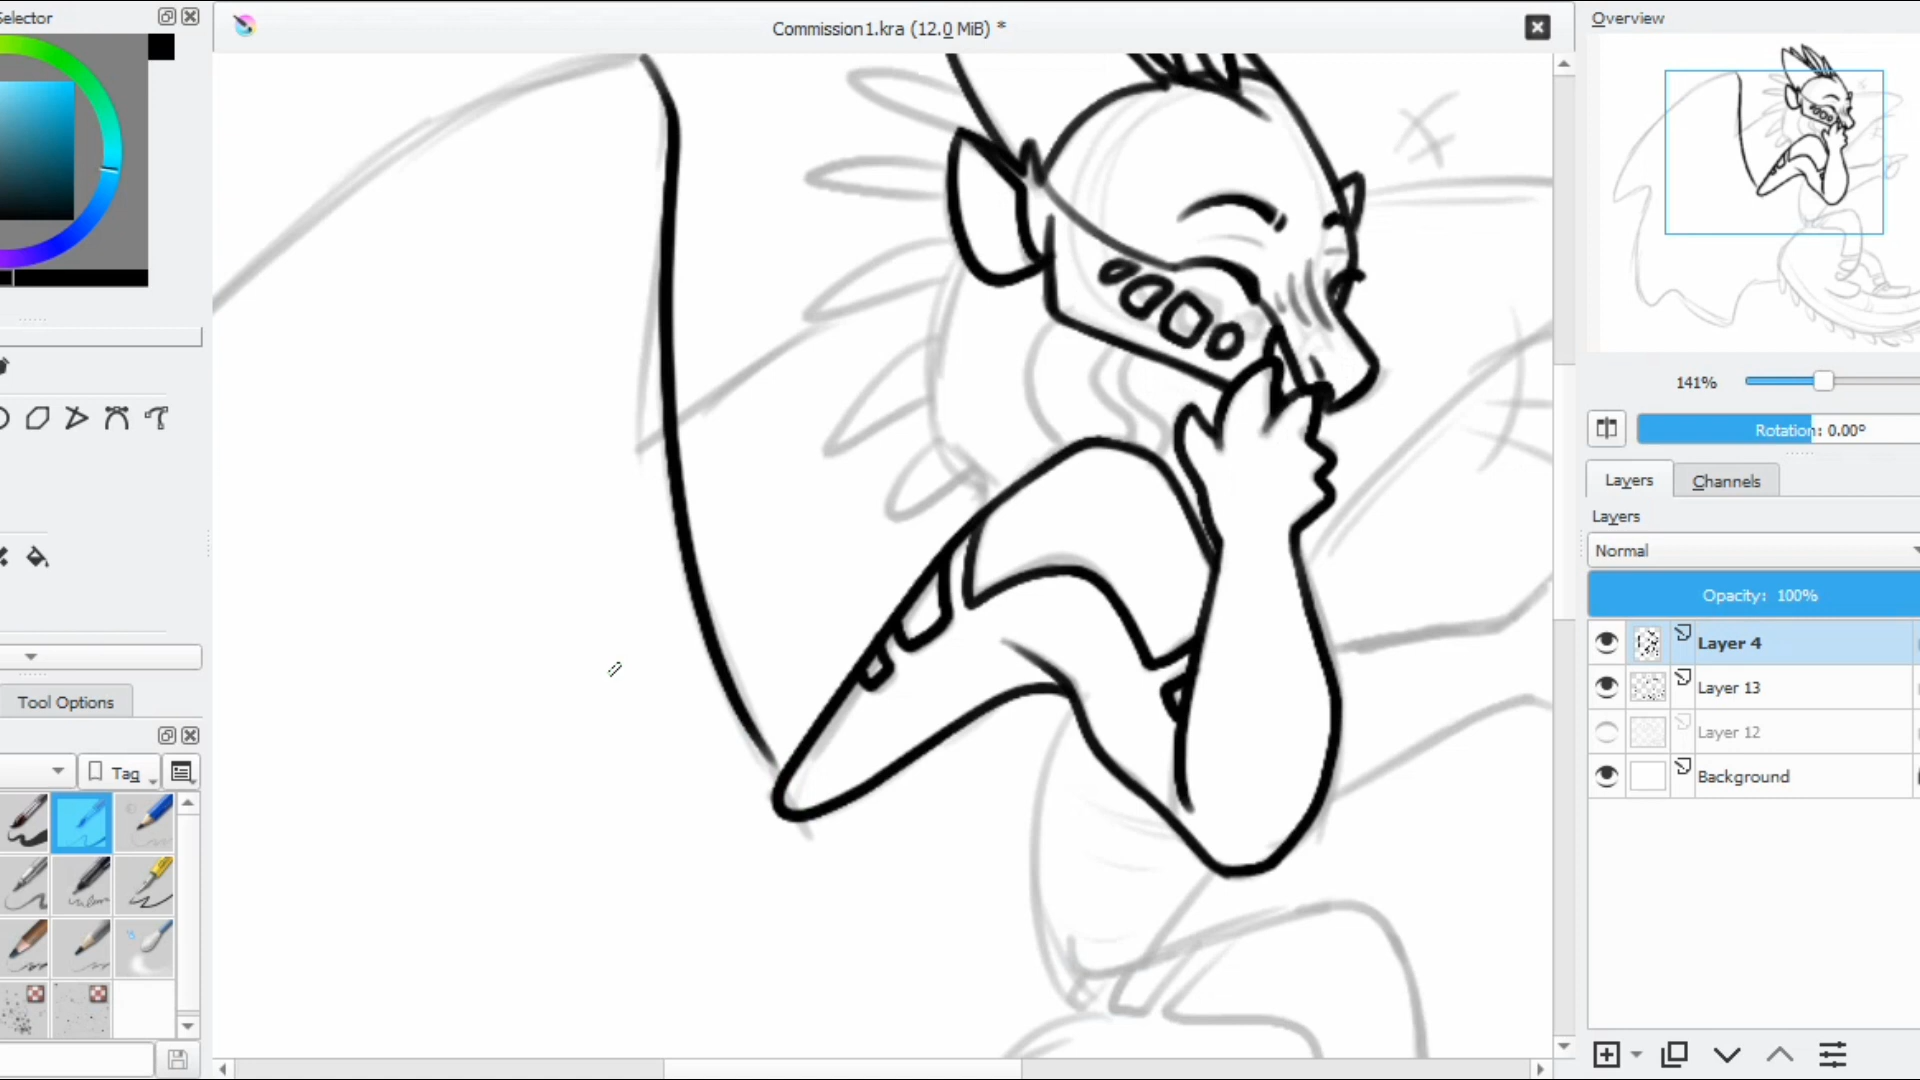 Selector
Commission1.kra (12.0 MiB) *
Overview
141%
Rotation: 0.00°
Layers
Channels
Layers
Normal
Opacity: 100%
Layer 4
Layer 13
Layer 12
Background
Tool Options
Tag